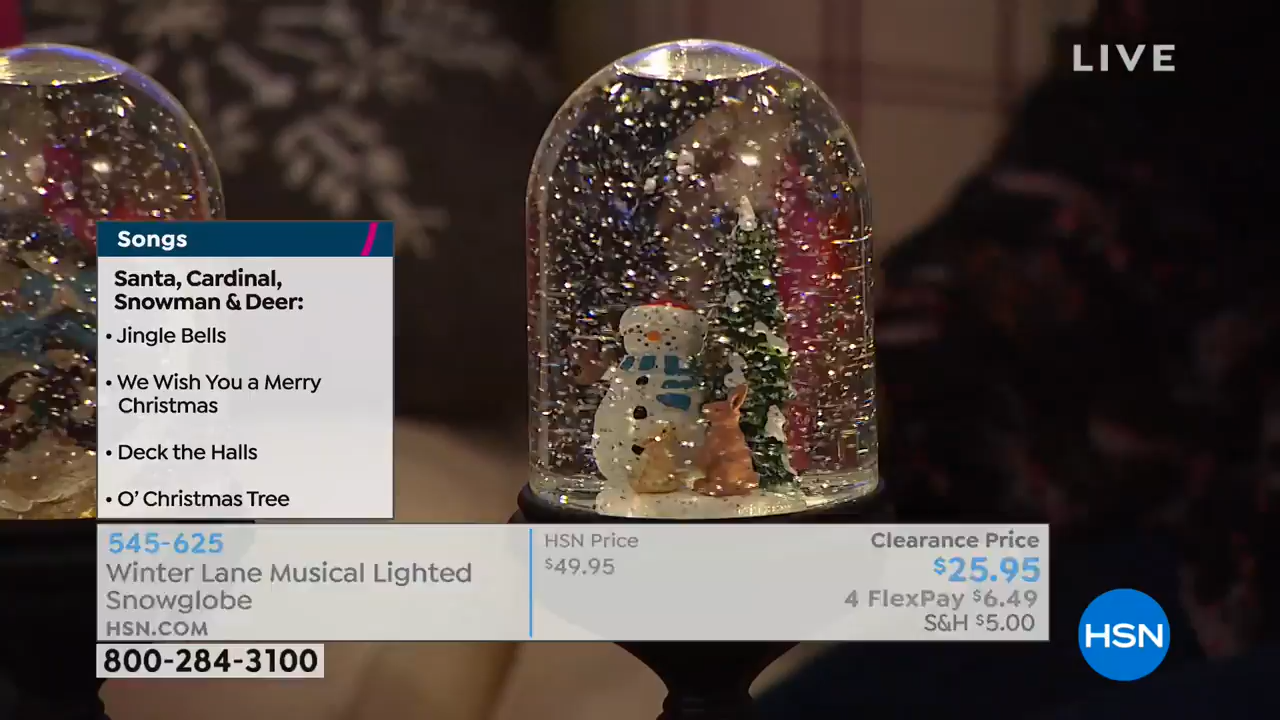 LIVE
Songs
Santa, Cardinal,
Snowman & Deer:
• Jingle Bells
• We Wish You a Merry
Christmas
• Deck the Halls
• O' Christmas Tree
545-625
Winter Lane Musical Lighted
Snowglobe
HSN.COM
HSN Price
$49.95
Clearance Price
$25.95
4 FlexPay $6.49
S&H $5.00
800-284-3100
HSN